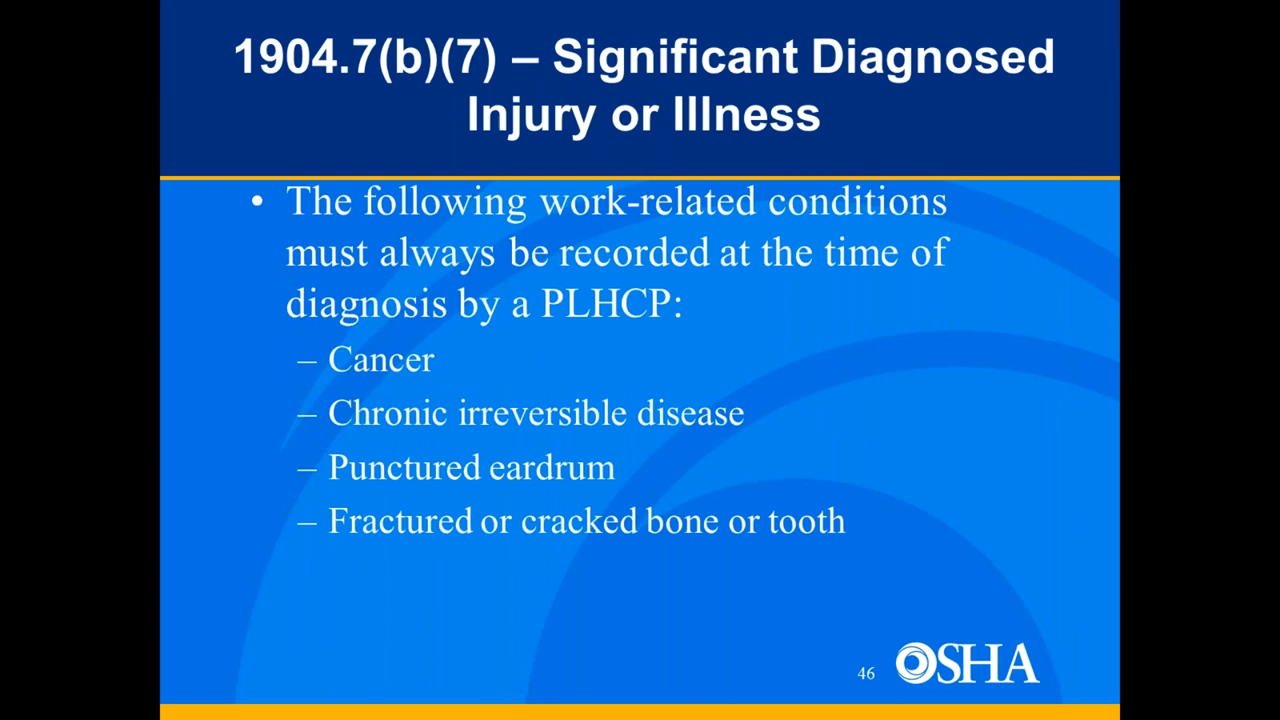 1904.7(b)(7) – Significant Diagnosed
Injury or Illness
• The following work-related conditions
must always be recorded at the time of
diagnosis by a PLHCP:
– Cancer
– Chronic irreversible disease
– Punctured eardrum
– Fractured or cracked bone or tooth
46
OSHA